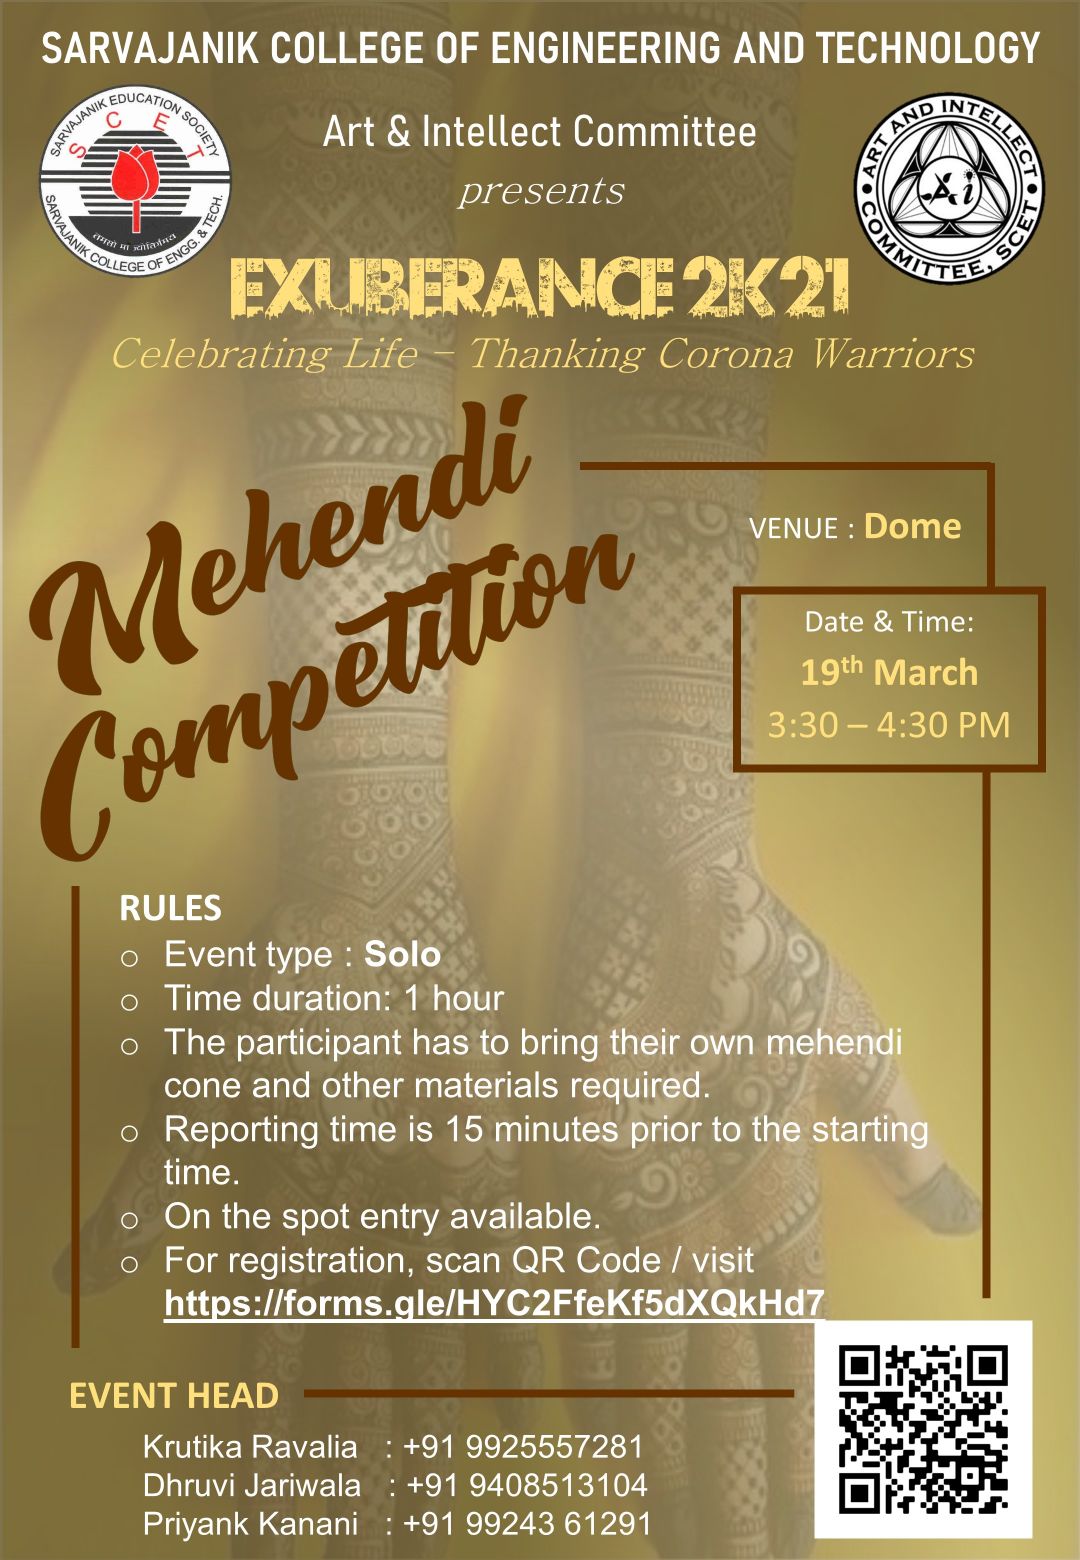 SARVAJANIK COLLEGE OF ENGINEERING AND TECHNOLOGY
SARVAJANIK EDUCATION SOCIETY
SCET
तमसो मा ज्योतिर्गमय
SARVAJANIK COLLEGE OF ENGG. & TECH.
Art & Intellect Committee
presents
ART AND INTELLECT
Ai
COMMITTEE, SCET
EXUBERANCE 2K21
Celebrating Life - Thanking Corona Warriors
Mehendi
Competition
VENUE : Dome
Date & Time:
19th March
3:30 – 4:30 PM
RULES
o Event type : Solo
o Time duration: 1 hour
o The participant has to bring their own mehendi
cone and other materials required.
o Reporting time is 15 minutes prior to the starting
time.
o On the spot entry available.
o For registration, scan QR Code / visit
https://forms.gle/HYC2FfeKf5dXQkHd7
EVENT HEAD
Krutika Ravalia : +91 9925557281
Dhruvi Jariwala : +91 9408513104
Priyank Kanani : +91 99243 61291